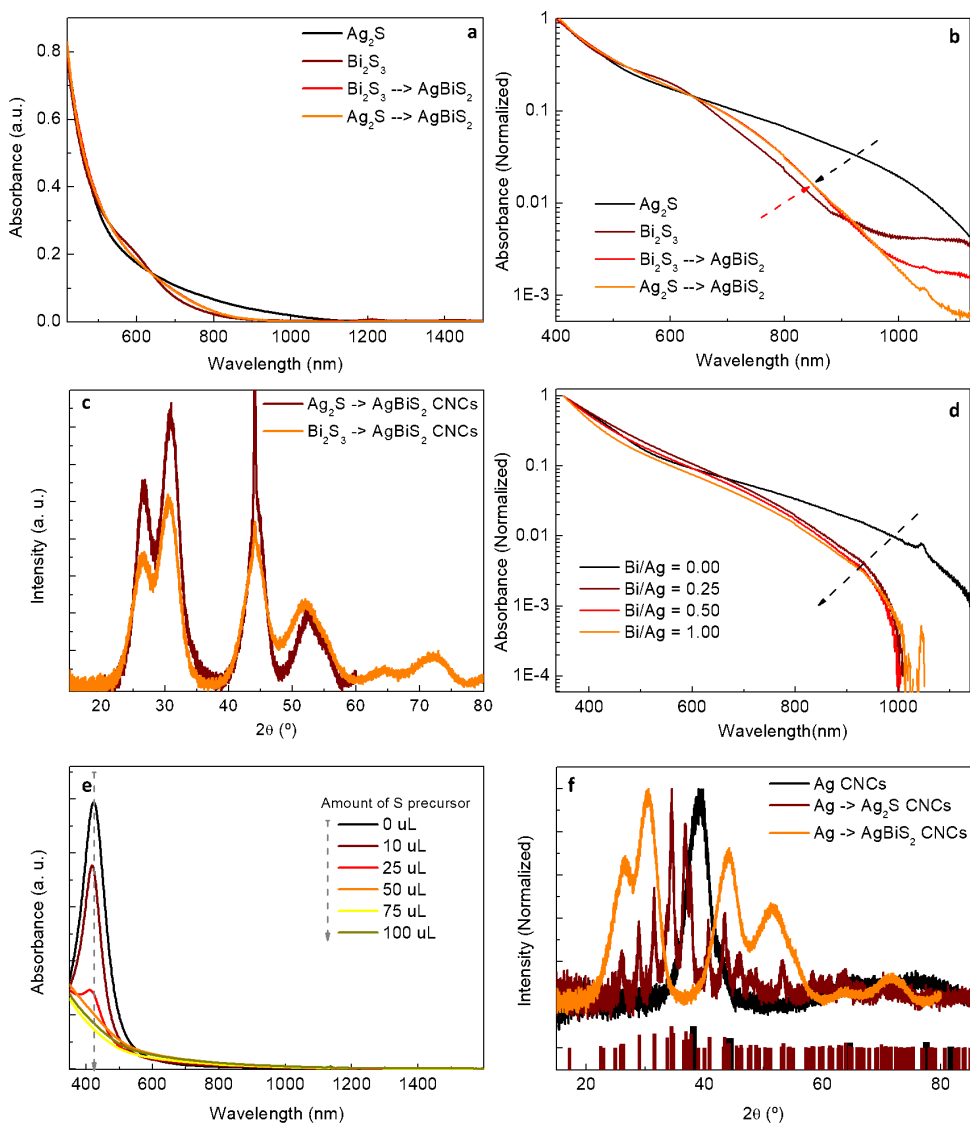 a
Ag2S
Bi2S3
Bi2S3 --> AgBiS2
Ag2S --> AgBiS2
Absorbance (a.u.)
0.8
0.6
0.4
0.2
0.0
600 800 1000 1200 1400
Wavelength (nm)
b
Absorbance (Normalized)
1
0.1
0.01
1E-3
Ag2S
Bi2S3
Bi2S3 --> AgBiS2
Ag2S --> AgBiS2
400 600 800 1000
Wavelength (nm)
c
Ag2S -> AgBiS2 CNCs
Bi2S3 -> AgBiS2 CNCs
Intensity (a. u.)
20 30 40 50 60 70 80
2θ (º)
d
Absorbance (Normalized)
1
0.1
0.01
1E-3
1E-4
Bi/Ag = 0.00
Bi/Ag = 0.25
Bi/Ag = 0.50
Bi/Ag = 1.00
400 600 800 1000
Wavelength(nm)
e
Absorbance (a. u.)
Amount of S precursor
0 uL
10 uL
25 uL
50 uL
75 uL
100 uL
400 600 800 1000 1200 1400
Wavelength (nm)
f
Ag CNCs
Ag -> Ag2S CNCs
Ag -> AgBiS2 CNCs
Intensity (Normalized)
20 40 60 80
2θ (º)